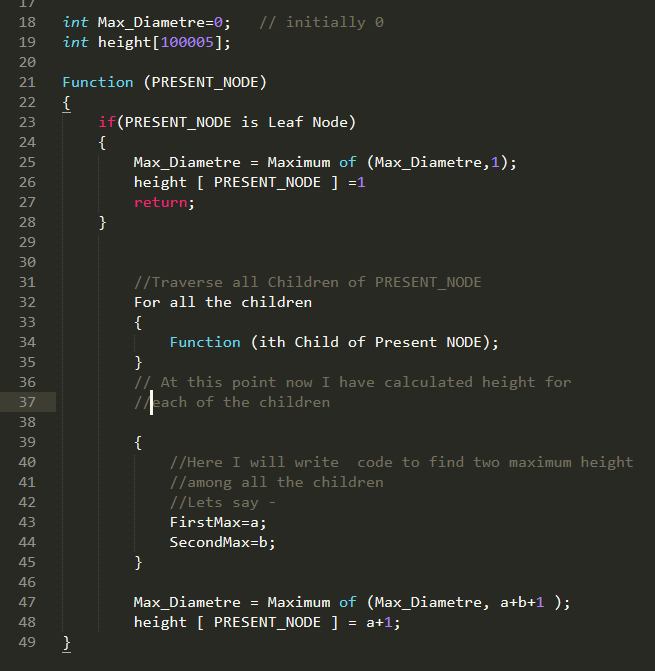 17
18 int Max_Diametre=0; // initially 0
19 int height[100005];
20
21 Function (PRESENT_NODE)
22 {
23 if(PRESENT_NODE is Leaf Node)
24 {
25 Max_Diametre = Maximum of (Max_Diametre,1);
26 height [ PRESENT_NODE ] =1
27 return;
28 }
29
30
31 //Traverse all Children of PRESENT_NODE
32 For all the children
33 {
34 Function (ith Child of Present NODE);
35 }
36 // At this point now I have calculated height for
37 //each of the children
38
39 {
40 //Here I will write  code to find two maximum height
41 //among all the children
42 //Lets say -
43 FirstMax=a;
44 SecondMax=b;
45 }
46
47 Max_Diametre = Maximum of (Max_Diametre, a+b+1 );
48 height [ PRESENT_NODE ] = a+1;
49 }